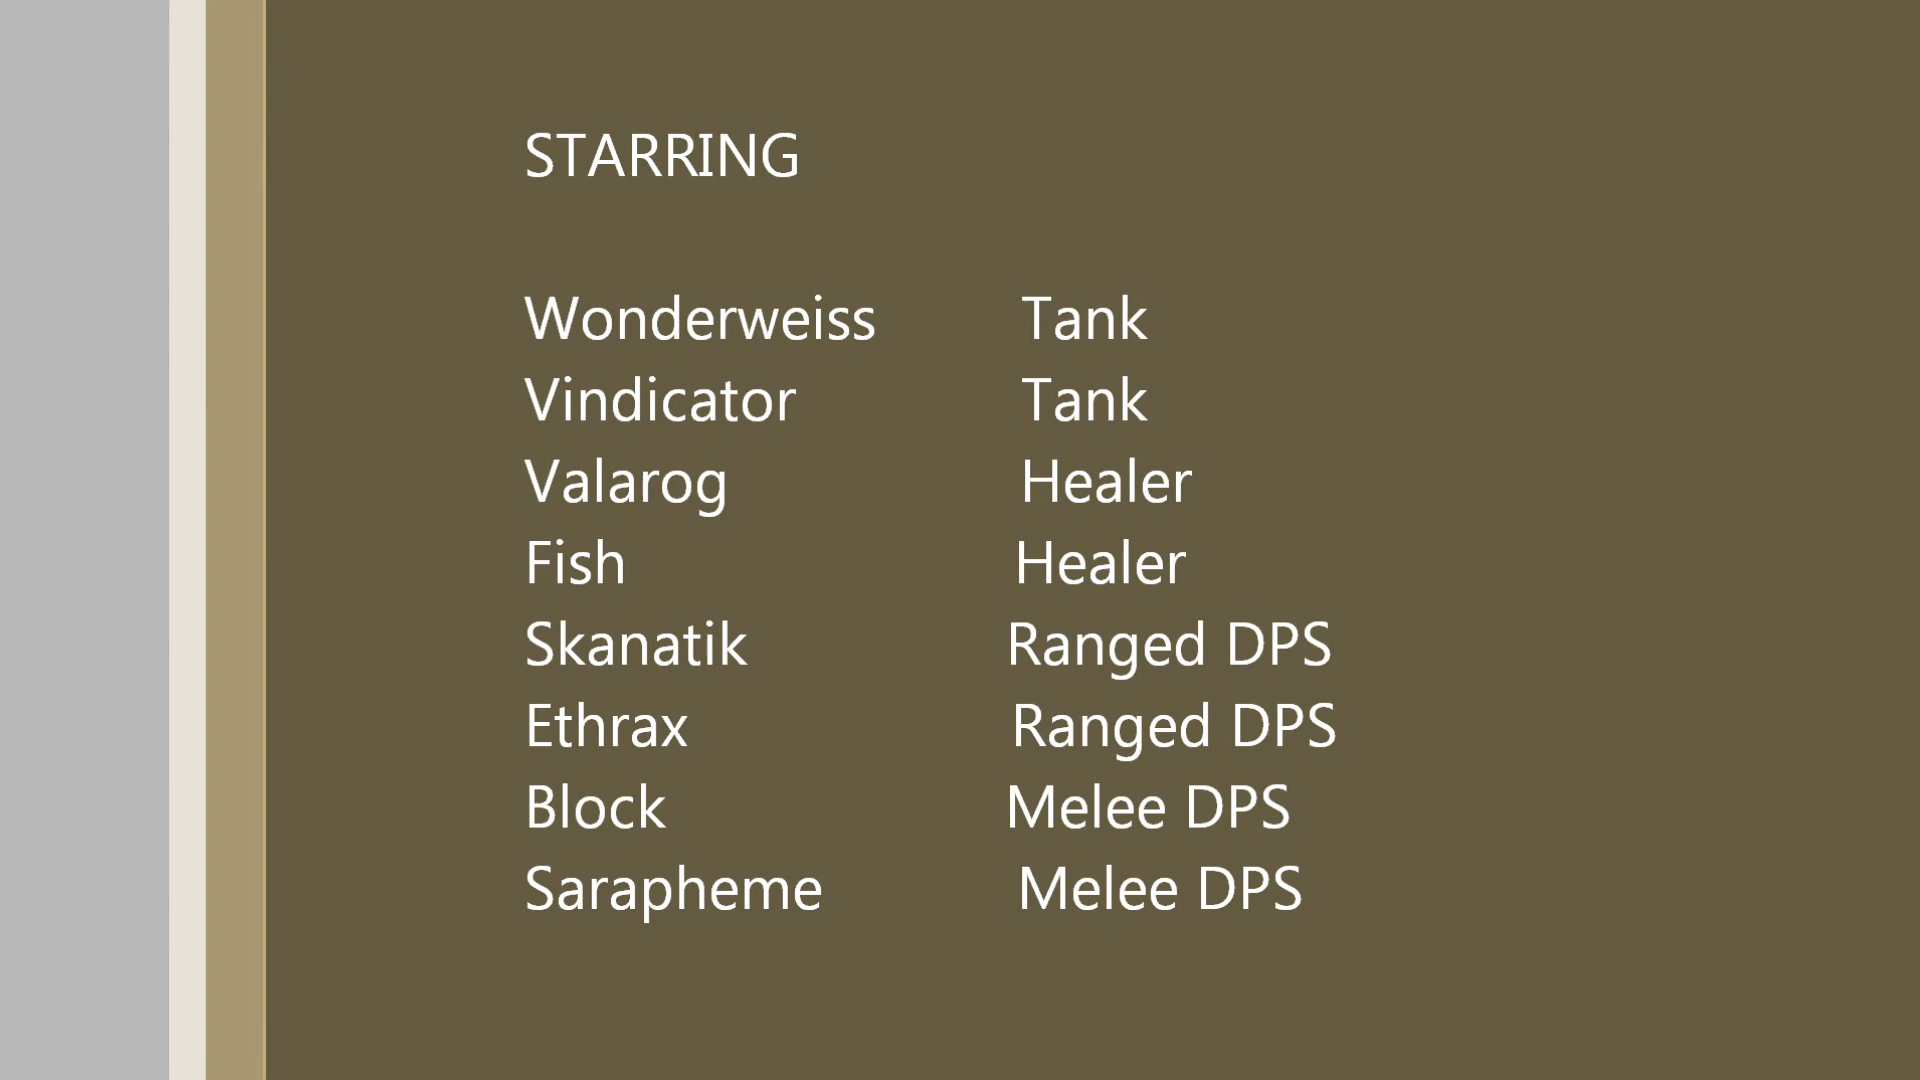 STARRING
Wonderweiss Tank
Vindicator Tank
Valarog Healer
Fish Healer
Skanatik Ranged DPS
Ethrax Ranged DPS
Block Melee DPS
Sarapheme Melee DPS